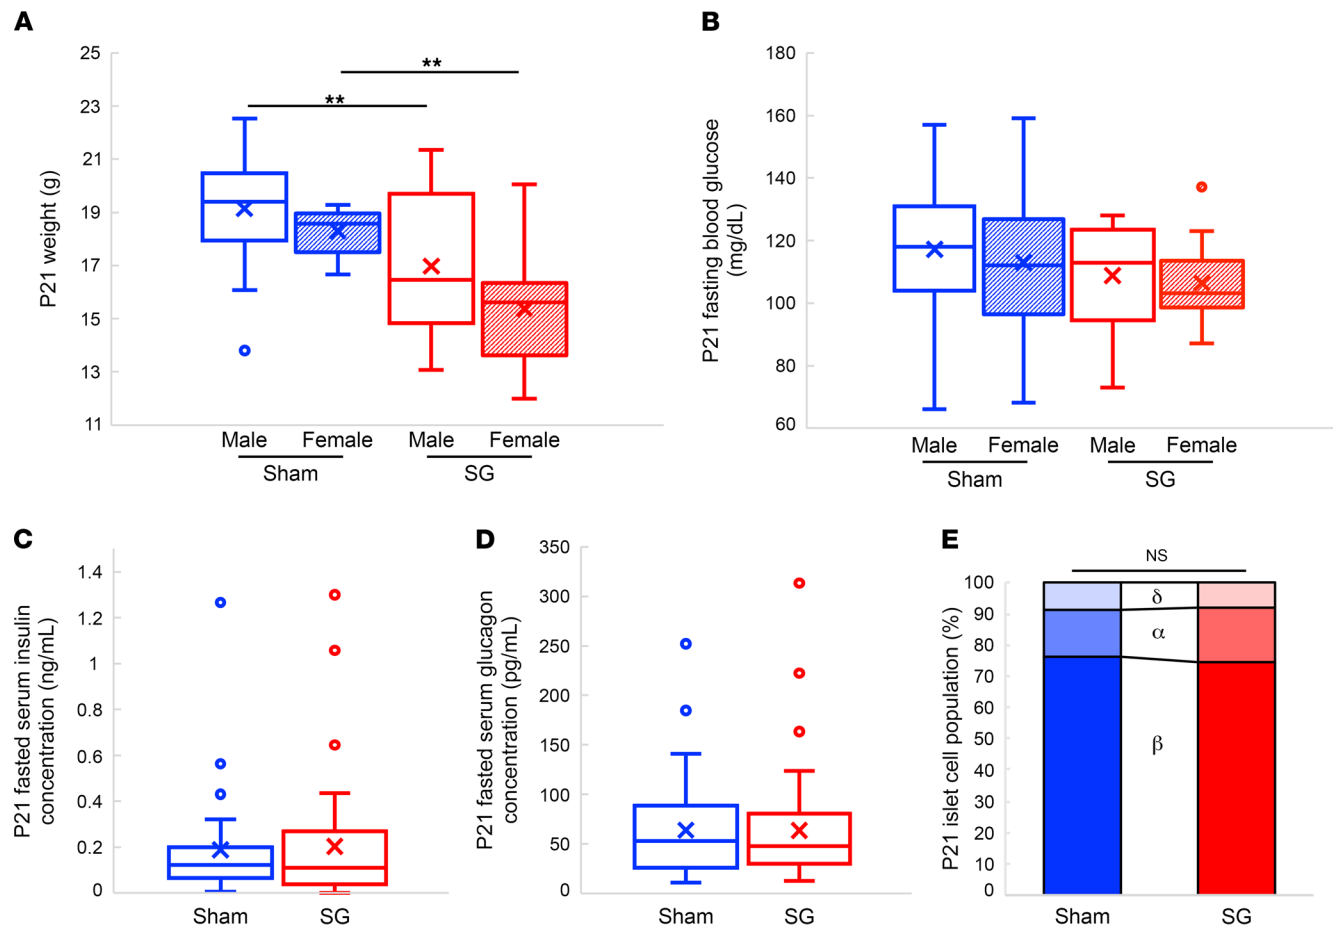 A
P21 weight (g)
25
23
21
19
17
15
13
11
**
**
Male Female Male Female
Sham SG
B
P21 fasting blood glucose
(mg/dL)
180
160
140
120
100
80
60
Male Female Male Female
Sham SG
C
P21 fasted serum insulin
concentration (ng/mL)
1.4
1.2
1
0.8
0.6
0.4
0.2
0
Sham SG
D
P21 fasted serum glucagon
concentration (pg/mL)
350
300
250
200
150
100
50
0
Sham SG
E
P21 islet cell population (%)
NS
100
90
80
70
60
50
40
30
20
10
0
δ
α
β
Sham SG